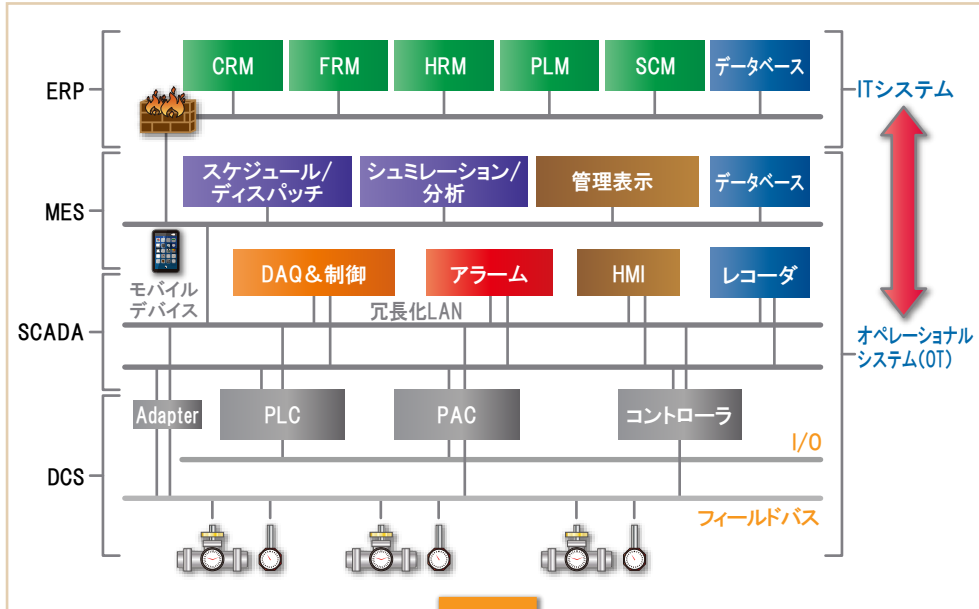 ERP
CRM
FRM
HRM
PLM
SCM
データベース
ITシステム
MES
スケジュール/
ディスパッチ
シュミレーション/
分析
管理表示
データベース
モバイル
デバイス
DAQ&制御
アラーム
HMI
レコーダ
冗長化LAN
SCADA
オペレーショナル
システム(OT)
Adapter
PLC
PAC
コントローラ
I/O
DCS
フィールドバス